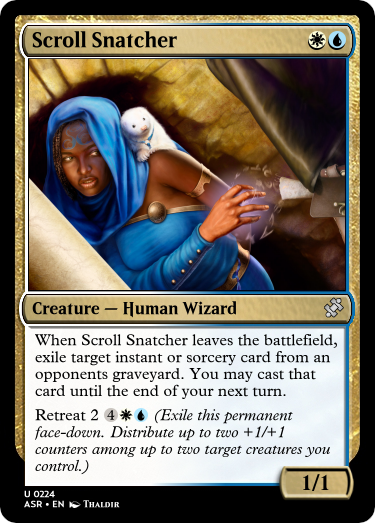 Scroll Snatcher
Creature — Human Wizard
When Scroll Snatcher leaves the battlefield,
exile target instant or sorcery card from an
opponents graveyard. You may cast that
card until the end of your next turn.
Retreat 2 4 (Exile this permanent
face-down. Distribute up to two +1/+1
counters among up to two target creatures you
control.)
1/1
U 0224
ASR • EN Thaldir